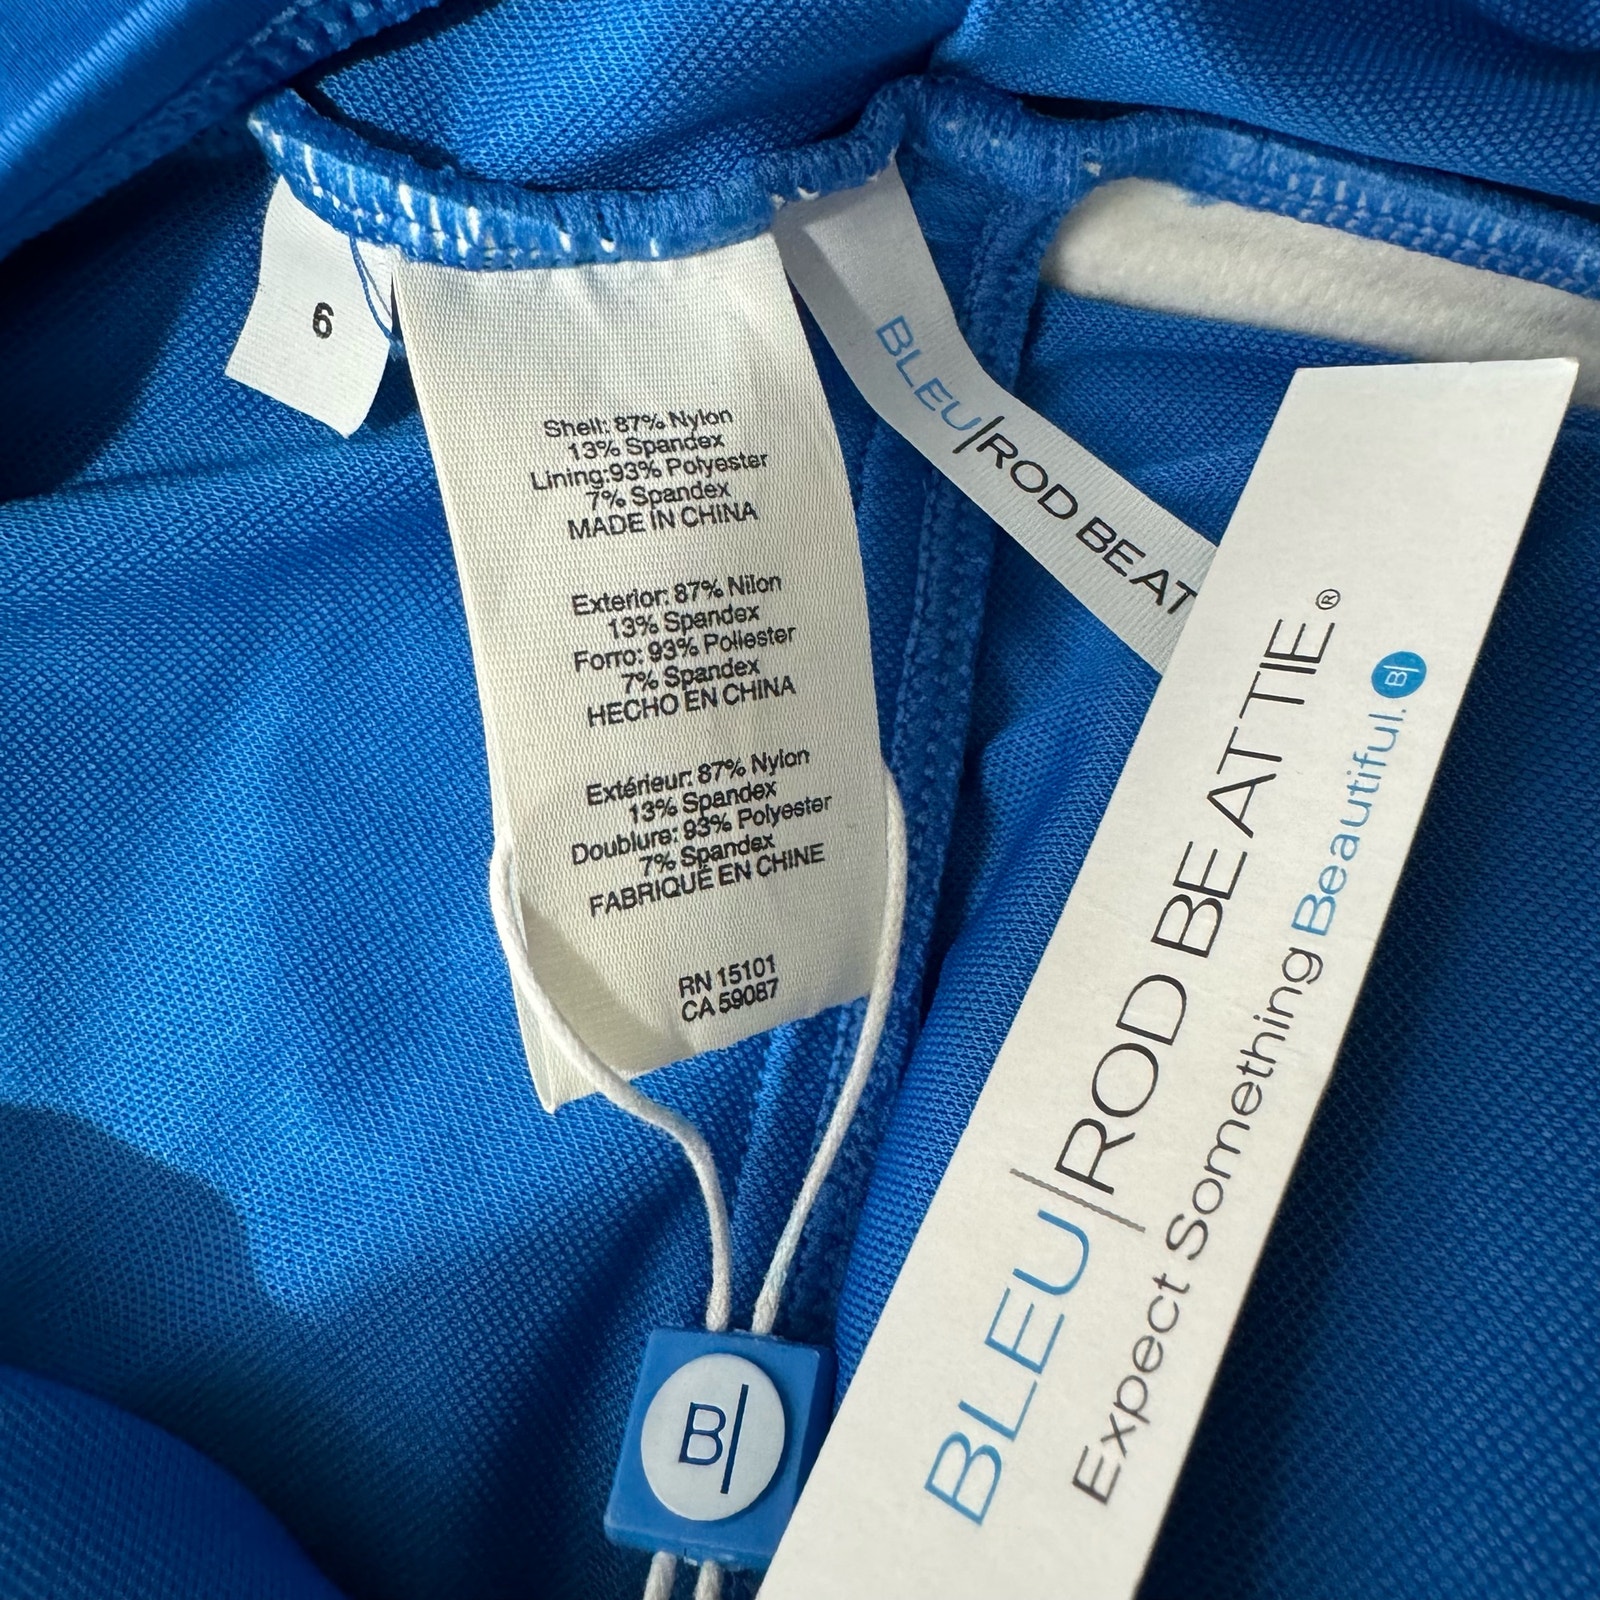 6
Shell: 87% Nylon
13% Spandex
Lining:93% Polyester
7% Spandex
MADE IN CHINA
Exterior: 87% Nilon
13% Spandex
Forro: 93% Poliester
7% Spandex
HECHO EN CHINA
Extérieur: 87% Nylon
13% Spandex
Doublure: 93% Polyester
7% Spandex
FABRIQUÉ EN CHINE
RN 15101
CA 59087
BLEU|ROD BEAT
BLEU|ROD BEATTIE®
Expect Something Beautiful. B|
B|